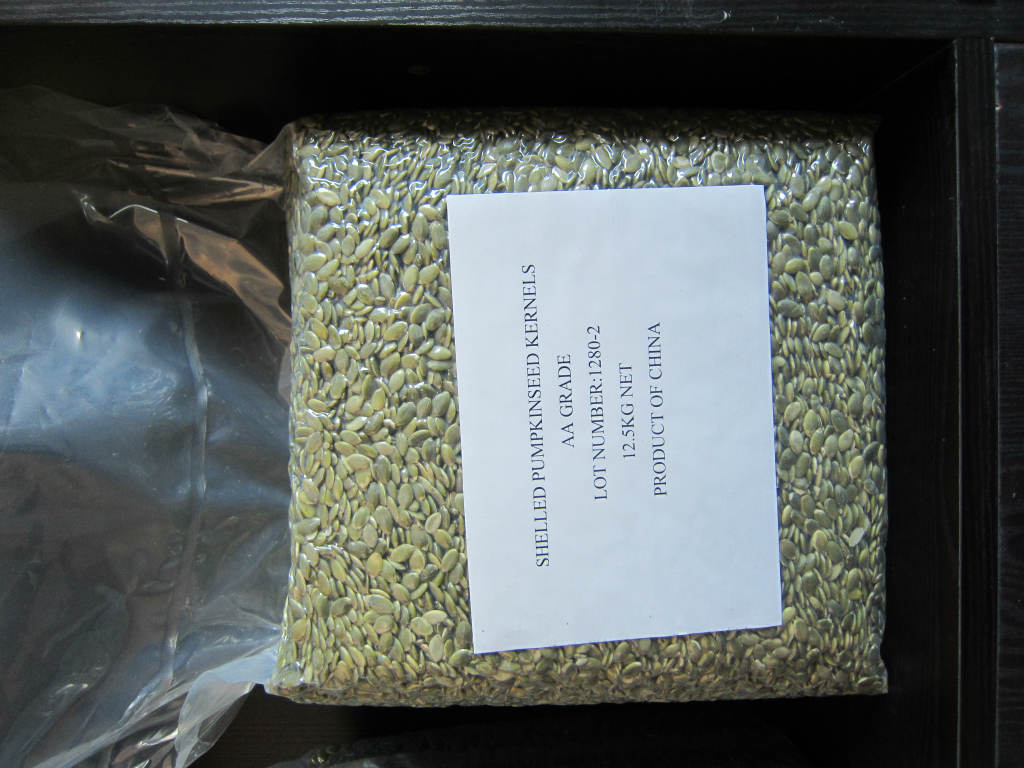 SHELLED PUMPKINSEED KERNELS
AA GRADE
LOT NUMBER:1280-2
12.5KG NET
PRODUCT OF CHINA